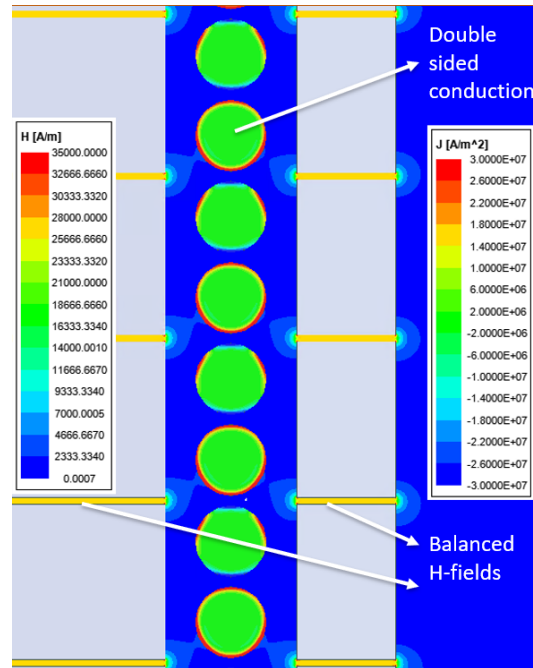 Double
sided
conduction
H [A/m]
35000.0000
32666.6660
30333.3320
28000.0000
25666.6660
23333.3320
21000.0000
18666.6660
16333.3340
14000.0010
11666.6670
9333.3340
7000.0005
4666.6670
2333.3340
0.0007
J [A/m^2]
3.0000E+07
2.6000E+07
2.2000E+07
1.8000E+07
1.4000E+07
1.0000E+07
6.0000E+06
2.0000E+06
-2.0000E+06
-6.0000E+06
-1.0000E+07
-1.4000E+07
-1.8000E+07
-2.2000E+07
-2.6000E+07
-3.0000E+07
Balanced
H-fields